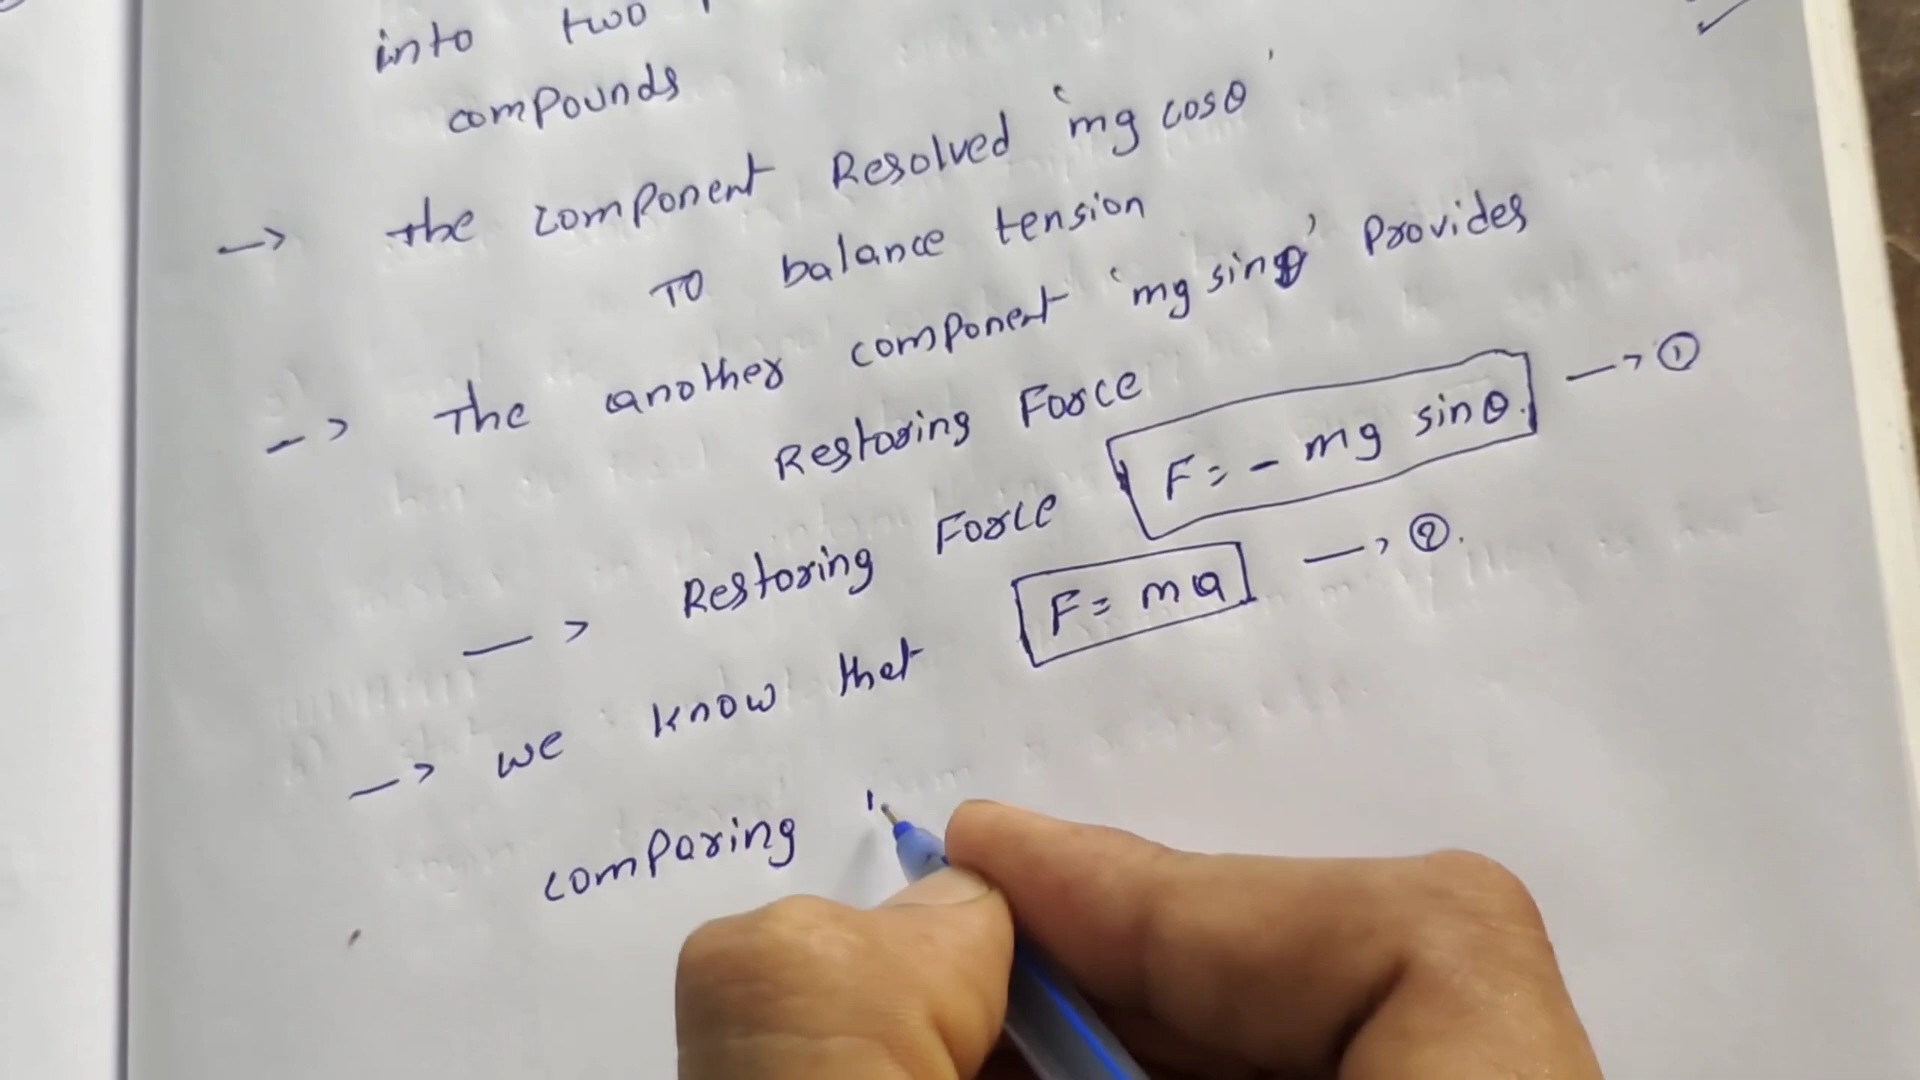 into two
compounds
-> the component Resolved 'mg cosθ'
TO balance tension
-> The another component 'mg sinθ' Provides
Restoring Force
-> Restoring Force F = - mg sinθ. -> ①
-> we know that F = ma -> ②.
comparing